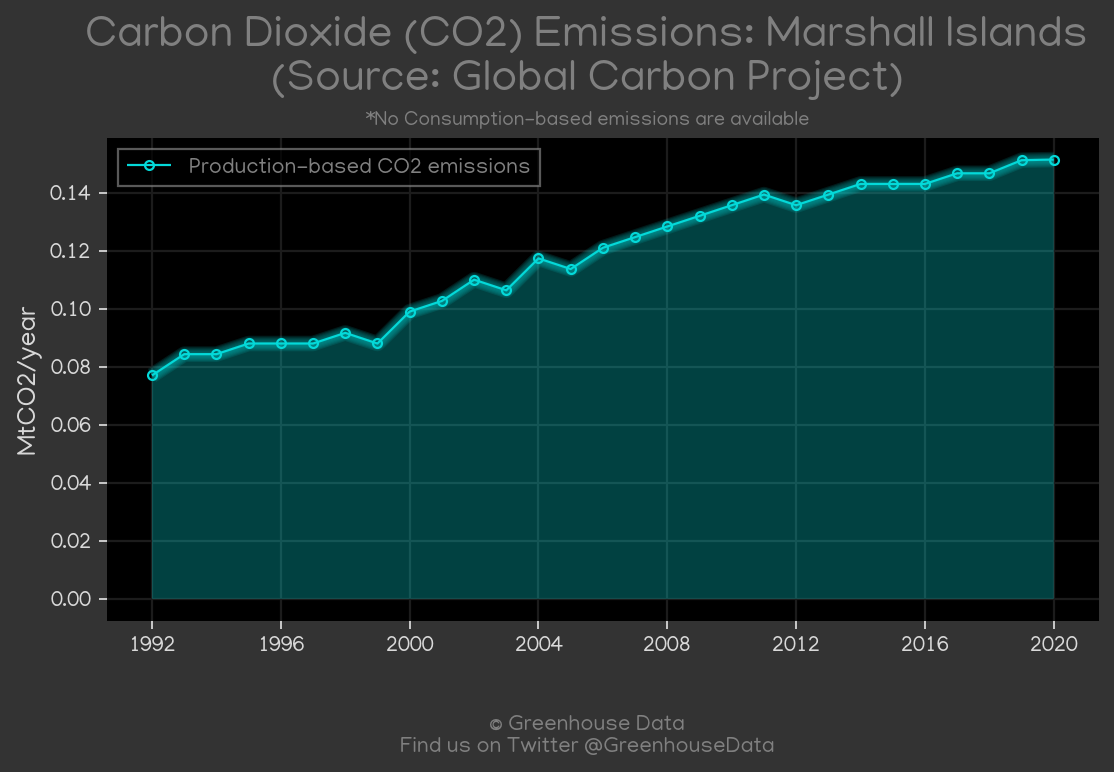 Carbon Dioxide (CO2) Emissions: Marshall Islands
(Source: Global Carbon Project)
*No Consumption-based emissions are available
Production-based CO2 emissions
MtCO2/year
0.14
0.12
0.10
0.08
0.06
0.04
0.02
0.00
1992 1996 2000 2004 2008 2012 2016 2020
© Greenhouse Data
Find us on Twitter @GreenhouseData